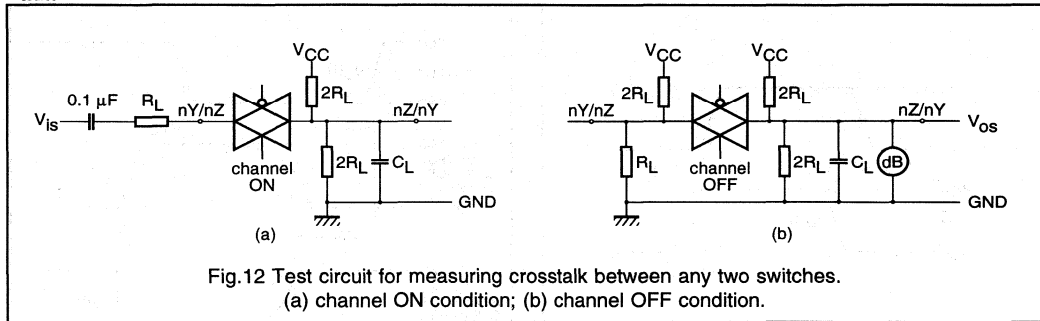 VCC
0.1 µF
RL
nY/nZ
2RL
nZ/nY
Vis
channel
ON
2RL
CL
GND
(a)
VCC
VCC
2RL
2RL
nY/nZ
nZ/nY
Vos
RL
channel
OFF
2RL
CL
dB
GND
(b)
Fig.12 Test circuit for measuring crosstalk between any two switches.
(a) channel ON condition; (b) channel OFF condition.